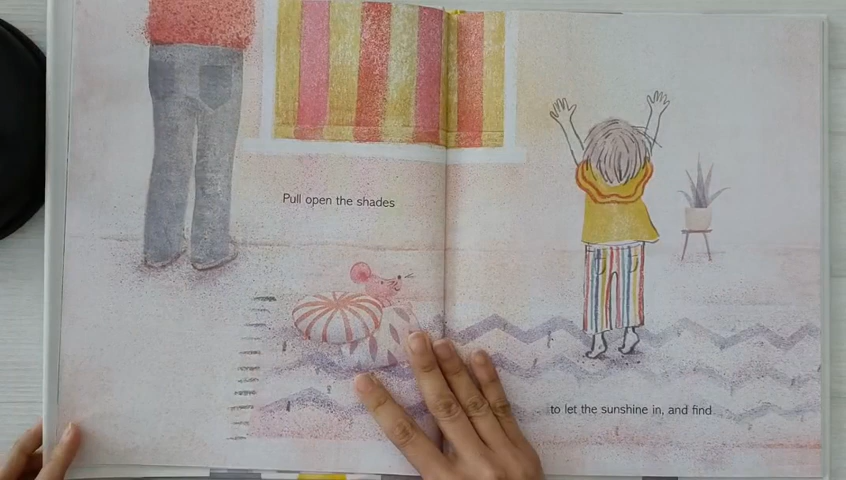 Pull open the shades
to let the sunshine in, and find